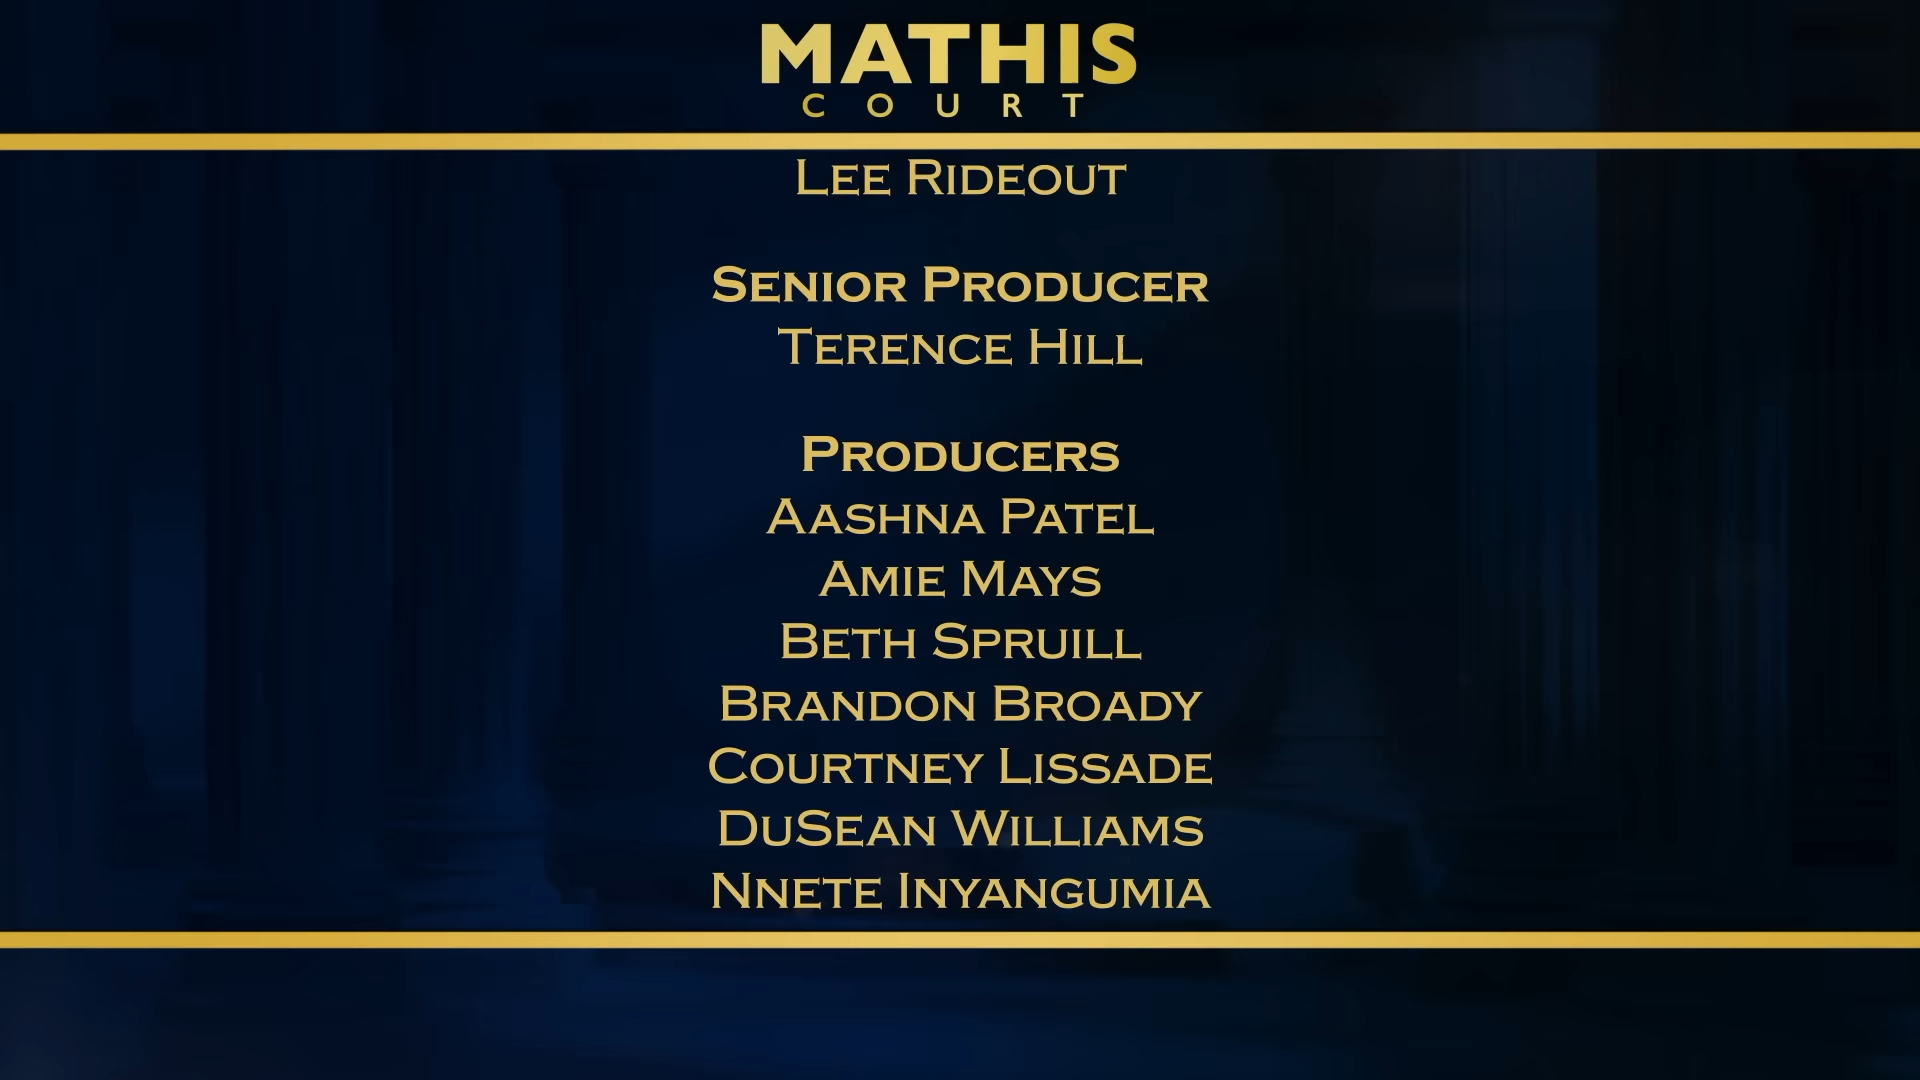 MATHIS
COURT
Lee Rideout
Senior Producer
Terence Hill
Producers
Aashna Patel
Amie Mays
Beth Spruill
Brandon Broady
Courtney Lissade
DuSean Williams
Nnete Inyangumia